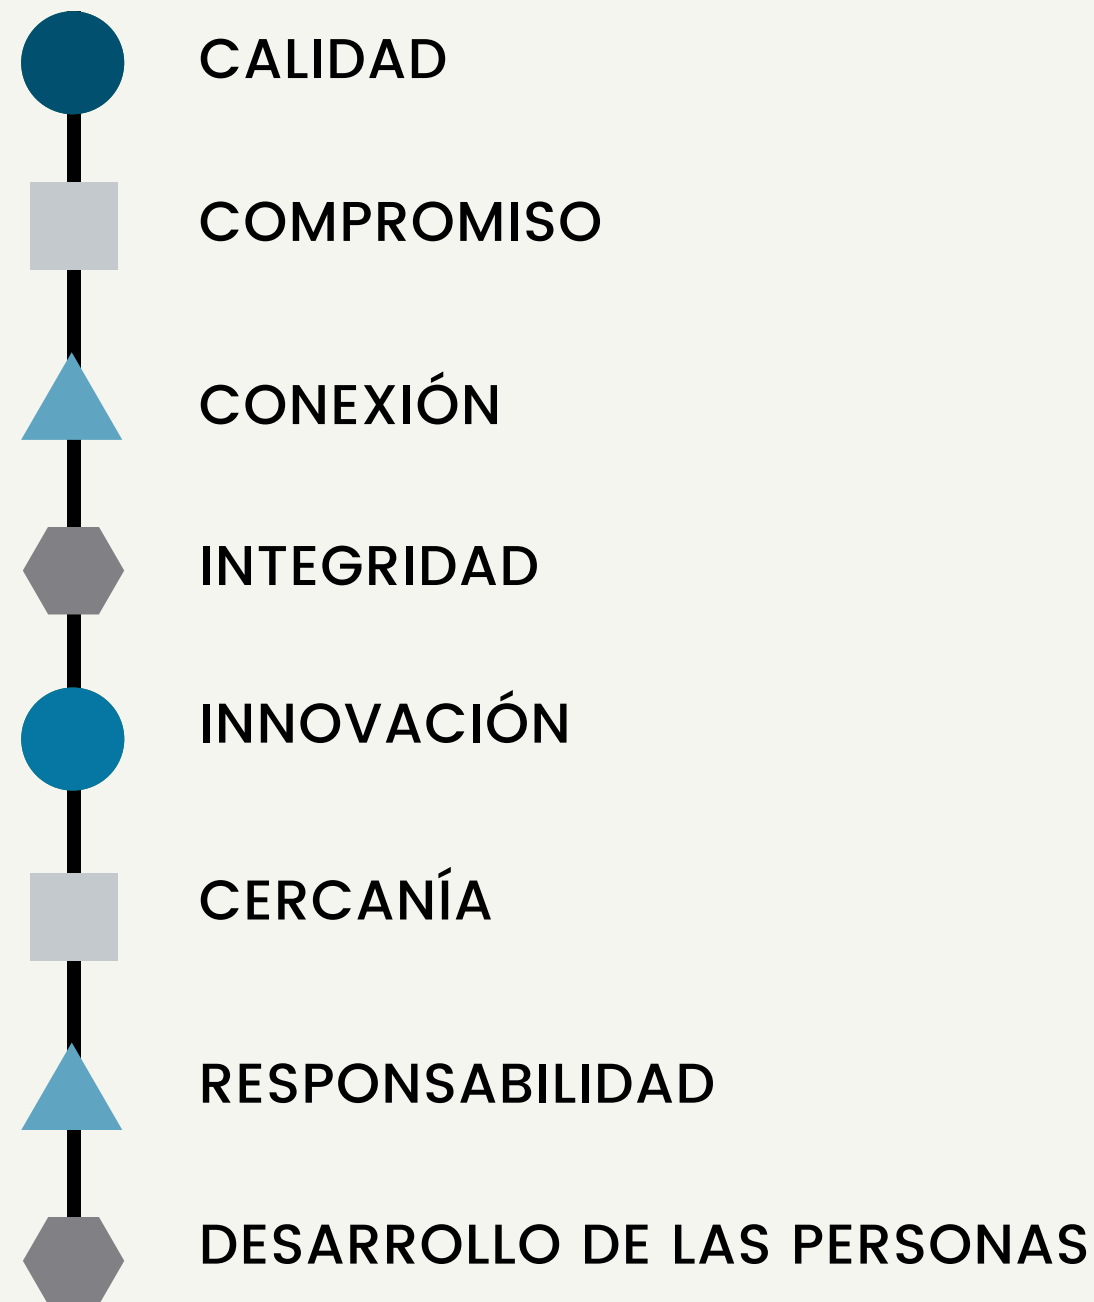 CALIDAD
COMPROMISO
CONEXIÓN
INTEGRIDAD
INNOVACIÓN
CERCANÍA
RESPONSABILIDAD
DESARROLLO DE LAS PERSONAS